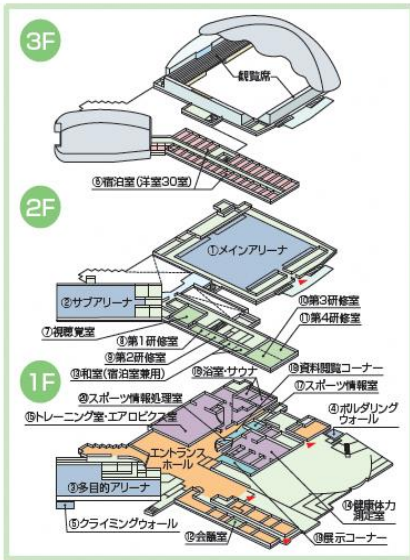 3F
観覧席
⑥宿泊室(洋室30室)
2F
①メインアリーナ
②サブアリーナ
⑦視聴覚室
⑧第1研修室
⑨第2研修室
⑩第3研修室
⑪第4研修室
⑬和室(宿泊室兼用)
1F
⑲浴室・サウナ
⑯資料閲覧コーナー
⑰スポーツ情報室
⑳スポーツ情報処理室
⑮トレーニング室・エアロビクス室
④ボルダリング
ウォール
エントランス
ホール
③多目的アリーナ
⑤クライミングウォール
⑫会議室
⑭健康体力
測定室
⑱展示コーナー